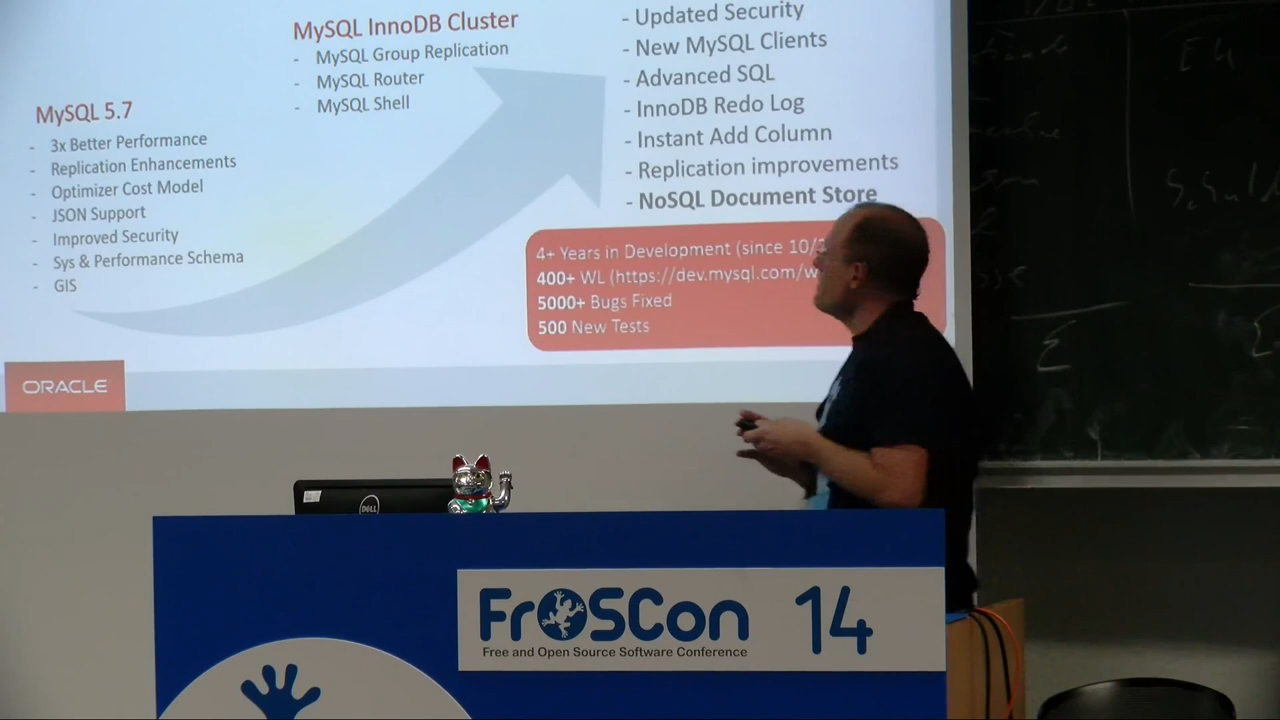 MySQL 5.7
- 3x Better Performance
- Replication Enhancements
- Optimizer Cost Model
- JSON Support
- Improved Security
- Sys & Performance Schema
- GIS
MySQL InnoDB Cluster
- MySQL Group Replication
- MySQL Router
- MySQL Shell
- Updated Security
- New MySQL Clients
- Advanced SQL
- InnoDB Redo Log
- Instant Add Column
- Replication improvements
- NoSQL Document Store
4+ Years in Development (since 10/
400+ WL (https://dev.mysql.com/w
5000+ Bugs Fixed
500 New Tests
ORACLE
DELL
FrOSCon 14
Free and Open Source Software Conference